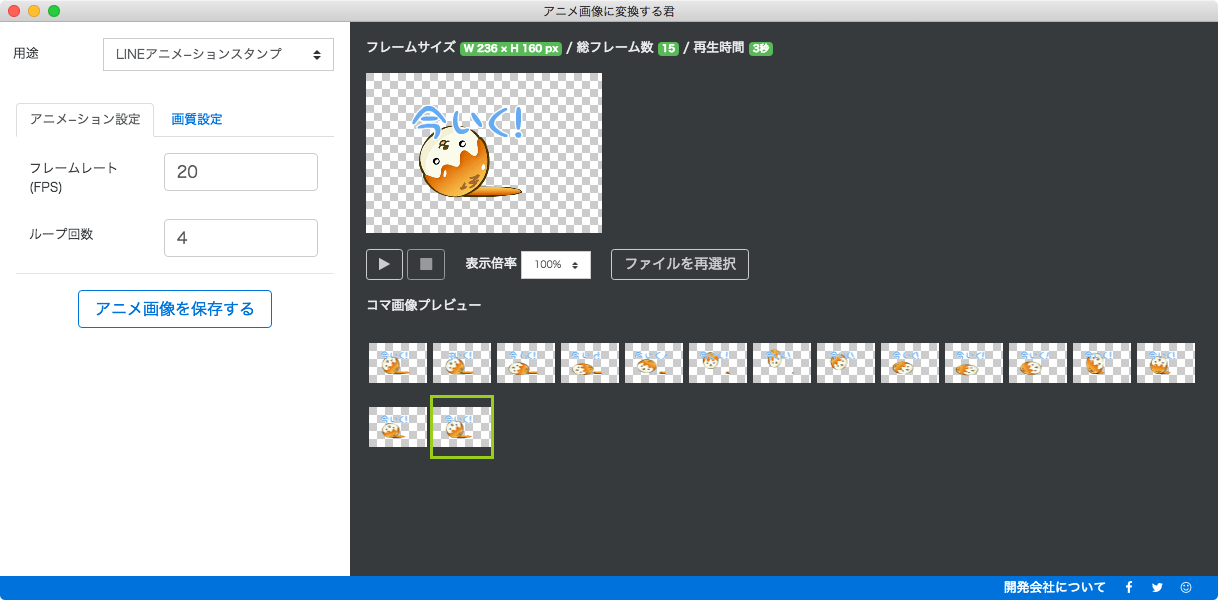 アニメ画像に変換する君
用途
LINEアニメーションスタンプ
アニメーション設定
画質設定
フレームレート
(FPS)
20
ループ回数
4
アニメ画像を保存する
フレームサイズ W 236 × H 160 px / 総フレーム数 15 / 再生時間 3秒
今いく!
表示倍率
100%
ファイルを再選択
コマ画像プレビュー
開発会社について